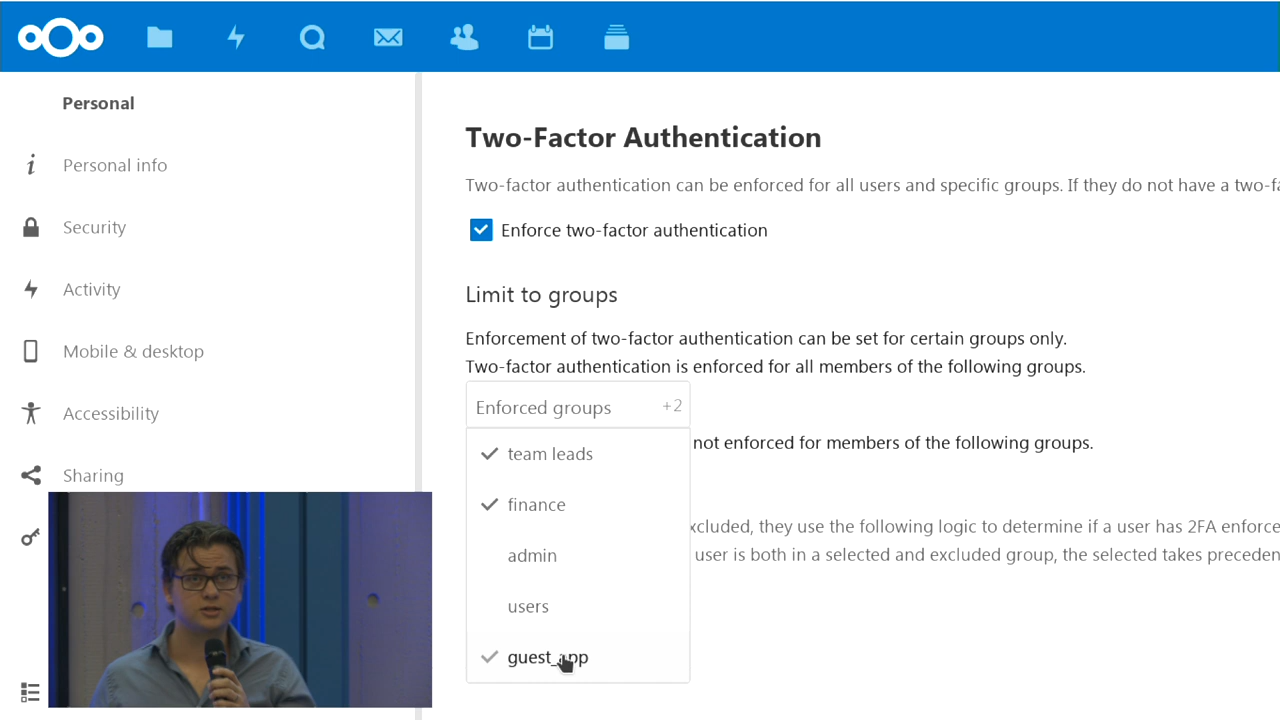 Personal
Personal info
Security
Activity
Mobile & desktop
Accessibility
Sharing
Two-Factor Authentication
Two-factor authentication can be enforced for all users and specific groups. If they do not have a two-
Enforce two-factor authentication
Limit to groups
Enforcement of two-factor authentication can be set for certain groups only.
Two-factor authentication is enforced for all members of the following groups.
Enforced groups +2
not enforced for members of the following groups.
team leads
finance
admin
users
guest_app
they use the following logic to determine if a user has 2FA
user is both in a selected and excluded group, the selected takes